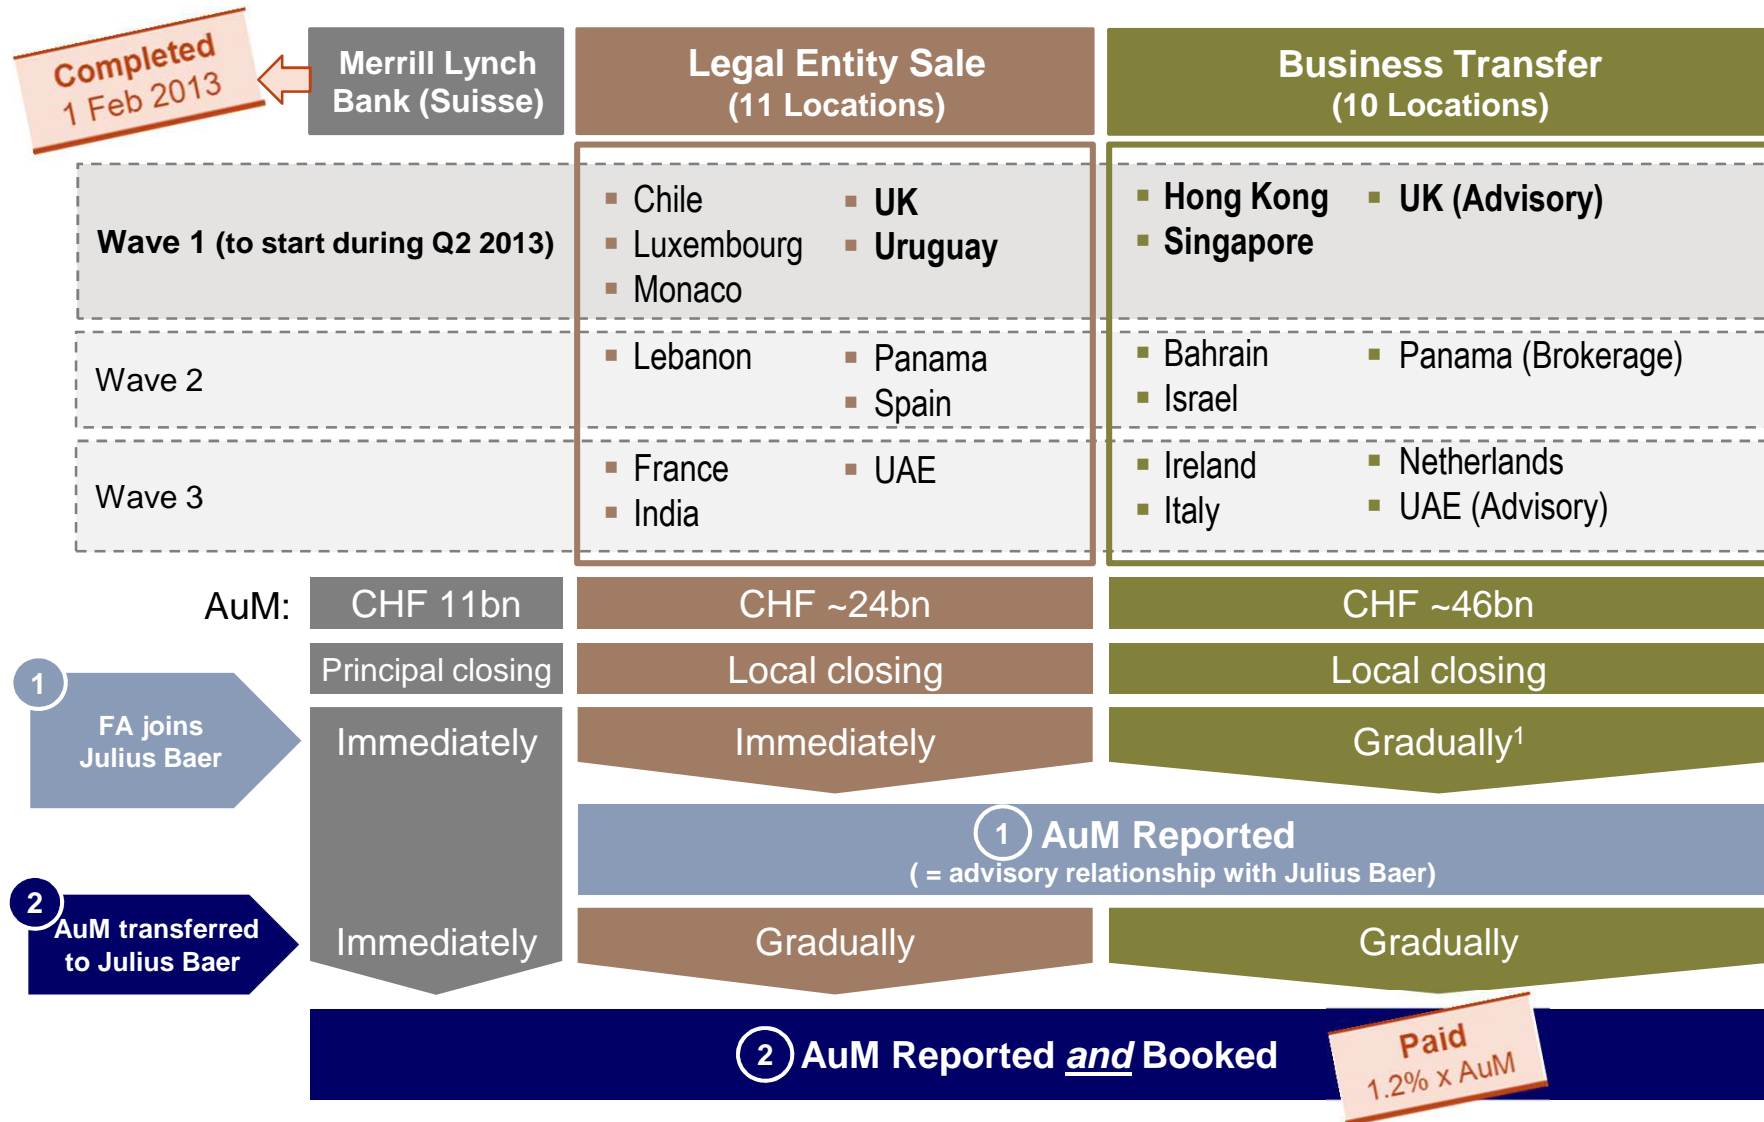 Completed
1 Feb 2013
Merrill Lynch
Bank (Suisse)
Legal Entity Sale
(11 Locations)
Business Transfer
(10 Locations)
Wave 1 (to start during Q2 2013)
Chile
Luxembourg
Monaco
UK
Uruguay
Hong Kong
Singapore
UK (Advisory)
Wave 2
Lebanon
Panama
Spain
Bahrain
Israel
Panama (Brokerage)
Wave 3
France
India
UAE
Ireland
Italy
Netherlands
UAE (Advisory)
AuM:
CHF 11bn
CHF ~24bn
CHF ~46bn
Principal closing
Local closing
Local closing
1
FA joins
Julius Baer
Immediately
Immediately
Gradually¹
1 AuM Reported
( = advisory relationship with Julius Baer)
2
AuM transferred
to Julius Baer
Immediately
Gradually
Gradually
2 AuM Reported and Booked
Paid
1.2% x AuM